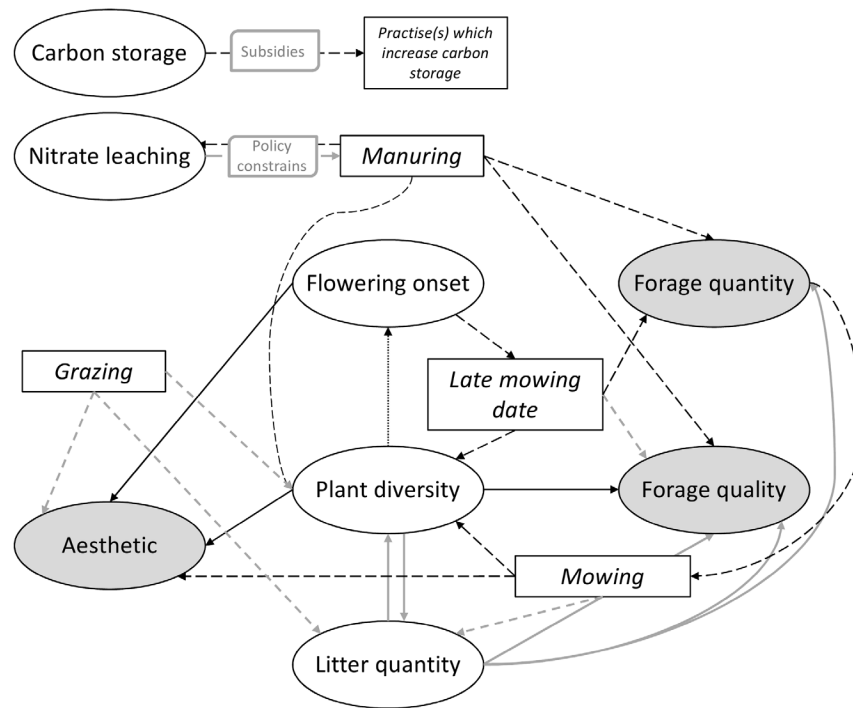 Carbon storage
Subsidies
Practise(s) which
increase carbon
storage
Nitrate leaching
Policy
constrains
Manuring
Flowering onset
Forage quantity
Grazing
Late mowing
date
Plant diversity
Forage quality
Aesthetic
Mowing
Litter quantity